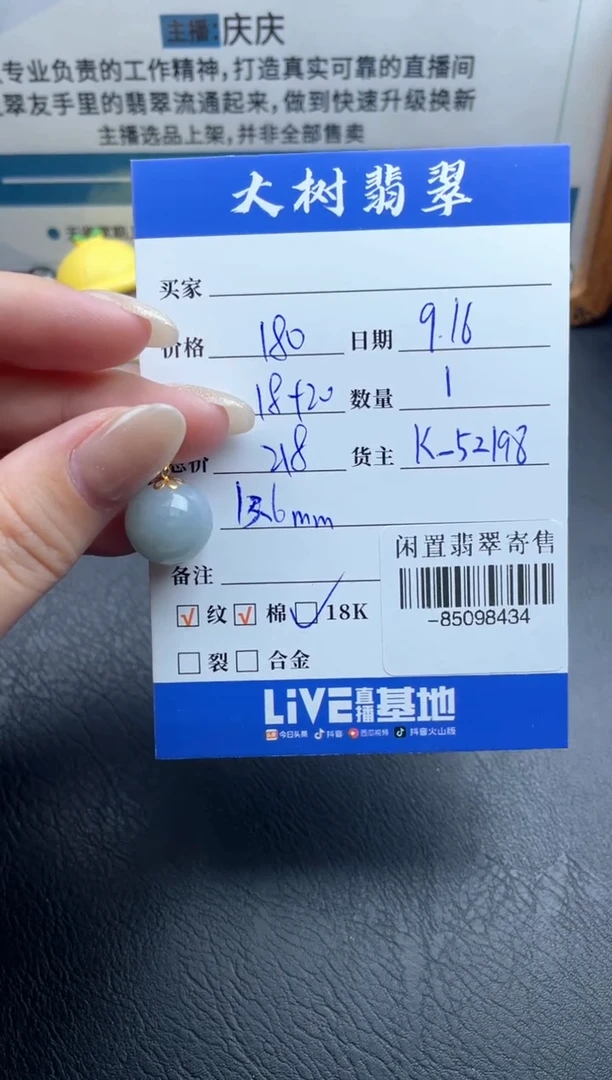 主播:庆庆
专业负责的工作精神，打造真实可靠的直播间
翠友手里的翡翠流通起来，做到快速升级换新
主播选品上架，并非全部售卖
大树翡翠
买家
价格 180 日期 9.16
18+20 数量 1
总价 218 货主 K-52198
13.6mm
闲置翡翠寄售
-85098434
备注
√ 纹 √ 棉 √ 18K
裂 合金
LiVE直播基地
今日头条 抖音 西瓜视频 抖音火山版